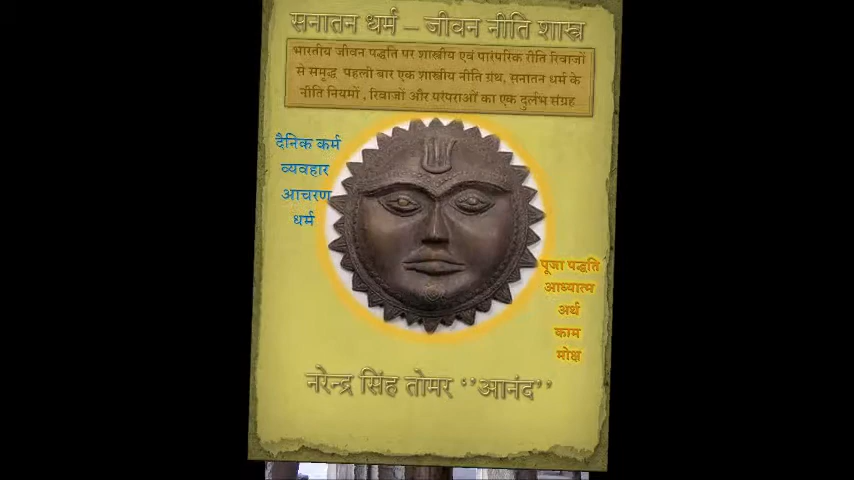 सनातन धर्म – जीवन नीति शास्त्र
भारतीय जीवन पद्धति पर शास्त्रीय एवं पारंपरिक रीति रिवाजों
से समृद्ध पहली बार एक शास्त्रीय नीति ग्रंथ, सनातन धर्म के
नीति नियमों , रिवाजों और परंपराओं का एक दुर्लभ संग्रह
दैनिक कर्म
व्यवहार
आचरण
धर्म
पूजा पद्धति
आध्यात्म
अर्थ
काम
मोक्ष
नरेन्द्र सिंह तोमर ‘‘आनंद’’